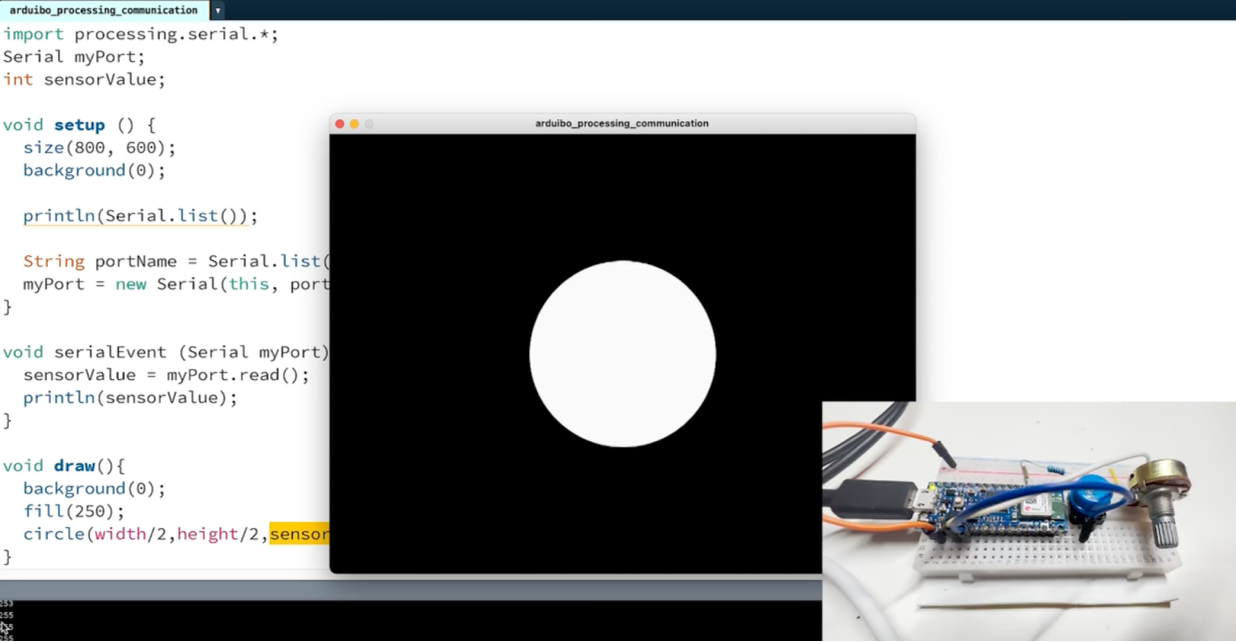 arduibo_processing_communication
import processing.serial.*;
Serial myPort;
int sensorValue;
void setup () {
size(800, 600);
background(0);
println(Serial.list());
String portName = Serial.list(
myPort = new Serial(this, port
}
void serialEvent (Serial myPort)
sensorValue = myPort.read();
println(sensorValue);
}
void draw(){
background(0);
fill(250);
circle(width/2,height/2,sensor
}
arduibo_processing_communication
253
255
255